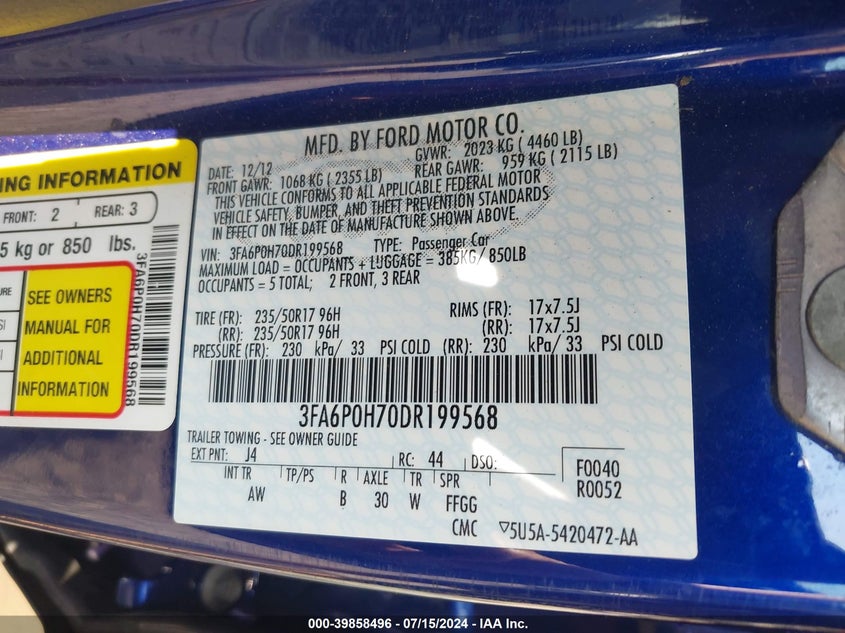 ING INFORMATION
FRONT: 2 REAR: 3
5 kg or 850 lbs.
SEE OWNERS
MANUAL FOR
ADDITIONAL
INFORMATION
3FA6P0H70DR199568
MFD. BY FORD MOTOR CO.
DATE: 12/12 GVWR: 2023 KG ( 4460 LB)
FRONT GAWR: 1068 KG ( 2355 LB) REAR GAWR: 959 KG ( 2115 LB)
THIS VEHICLE CONFORMS TO ALL APPLICABLE FEDERAL MOTOR
VEHICLE SAFETY, BUMPER, AND THEFT PREVENTION STANDARDS
IN EFFECT ON THE DATE OF MANUFACTURE SHOWN ABOVE.
VIN: 3FA6P0H70DR199568 TYPE: Passenger Car
MAXIMUM LOAD = OCCUPANTS + LUGGAGE = 385KG/ 850LB
OCCUPANTS = 5 TOTAL; 2 FRONT, 3 REAR
TIRE (FR): 235/50R17 96H RIMS (FR): 17x7.5J
(RR): 235/50R17 96H (RR): 17x7.5J
PRESSURE (FR): 230 kPa/ 33 PSI COLD (RR): 230 kPa/ 33 PSI COLD
3FA6P0H70DR199568
TRAILER TOWING - SEE OWNER GUIDE
EXT PNT: J4 RC: 44 DSO: F0040
R0052
INT TR TP/PS R AXLE TR SPR
AW B 30 W FFGG
CMC ▽5U5A-5420472-AA
000-39858496 - 07/15/2024 - IAA Inc.